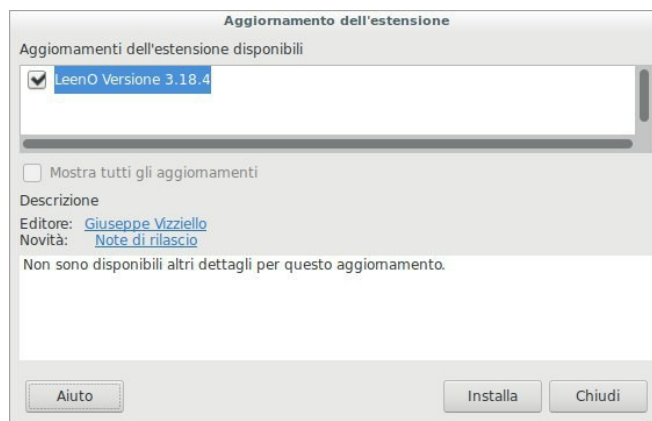 Aggiornamento dell'estensione
Aggiornamenti dell'estensione disponibili
LeenO Versione 3.18.4
Mostra tutti gli aggiornamenti
Descrizione
Editore: Giuseppe Vizziello
Novità: Note di rilascio
Non sono disponibili altri dettagli per questo aggiornamento.
Aiuto Installa Chiudi